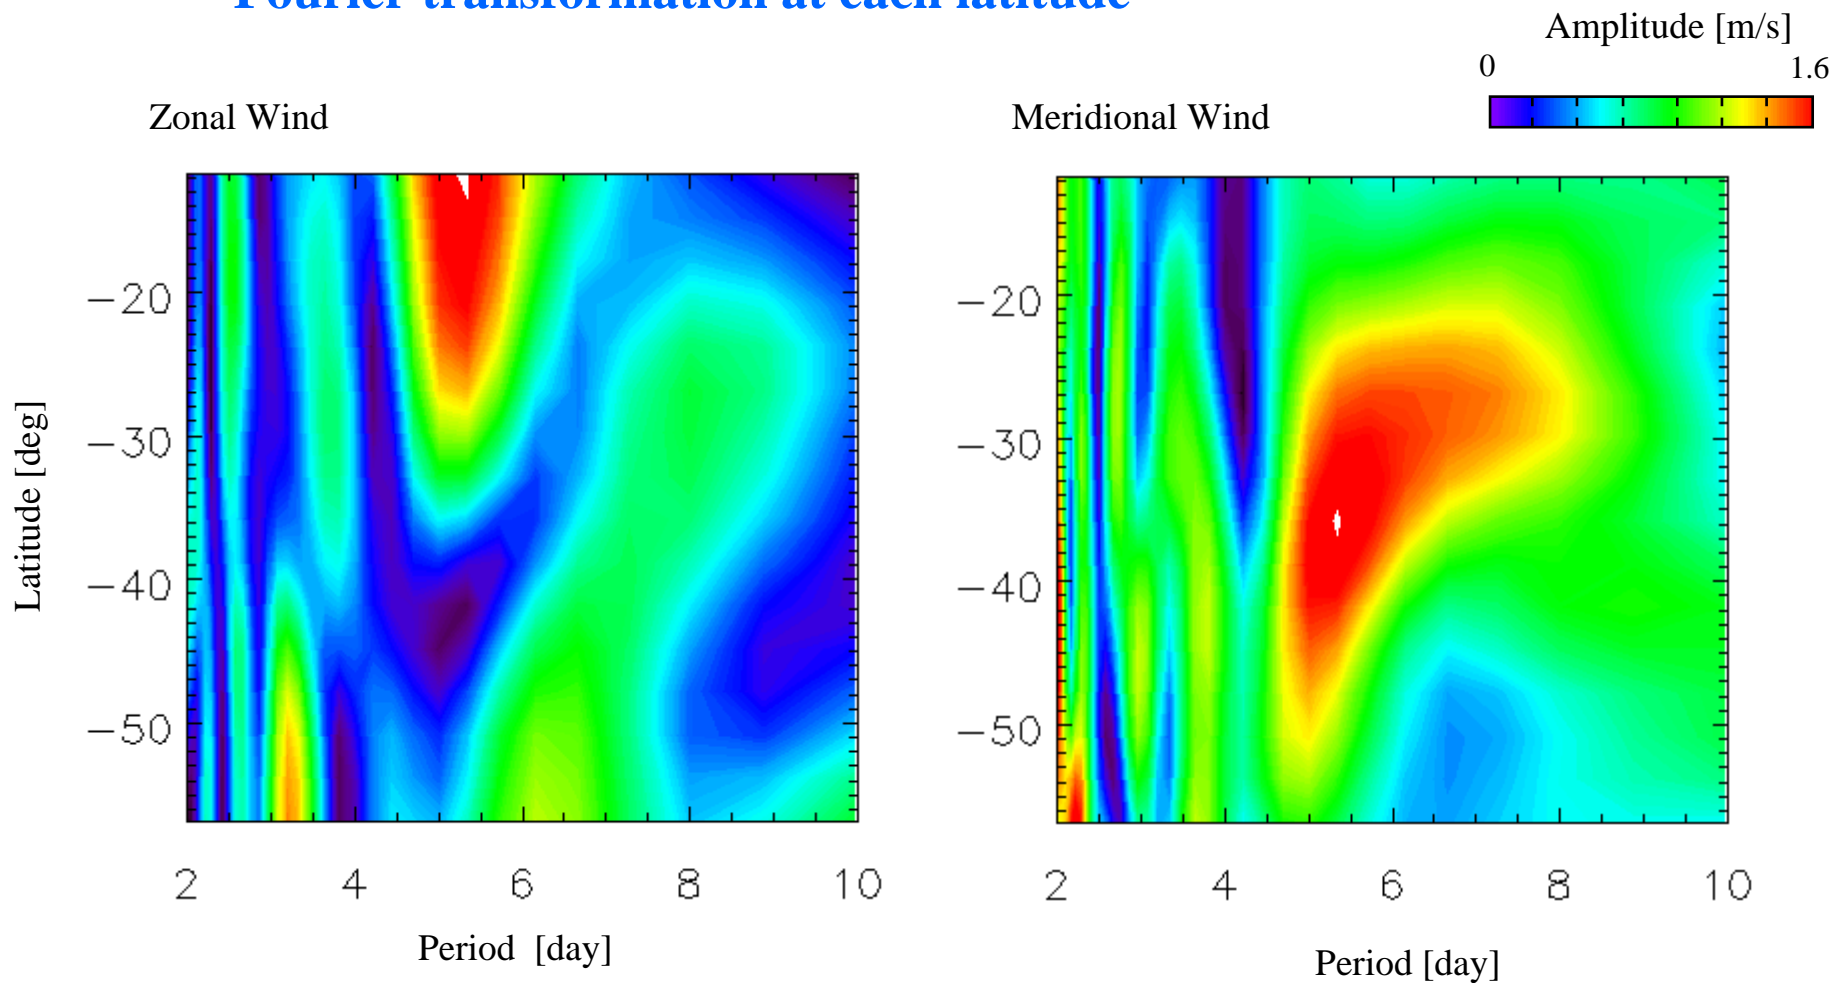 Fourier transformation at each latitude
Amplitude [m/s]
0 1.6
Zonal Wind
Meridional Wind
−20
−30
−40
−50
Latitude [deg]
2 4 6 8 10
Period [day]
−20
−30
−40
−50
2 4 6 8 10
Period [day]